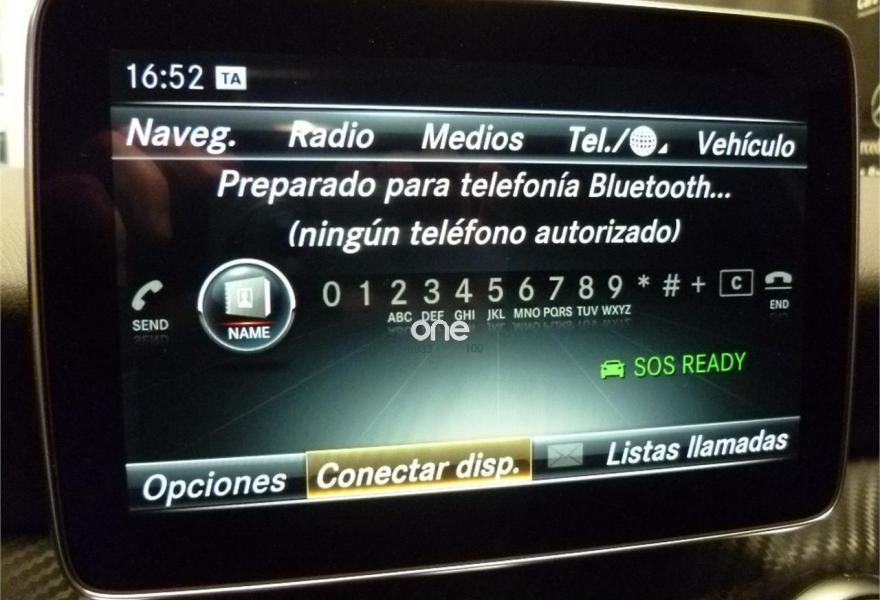 16:52 TA
Naveg. Radio Medios Tel./ Vehículo
Preparado para telefonía Bluetooth...
(ningún teléfono autorizado)
SEND
NAME
0 1 2 3 4 5 6 7 8 9 * # + C
ABC DEF GHI JKL MNO PQRS TUV WXYZ
END
one
100
SOS READY
Opciones Conectar disp. Listas llamadas